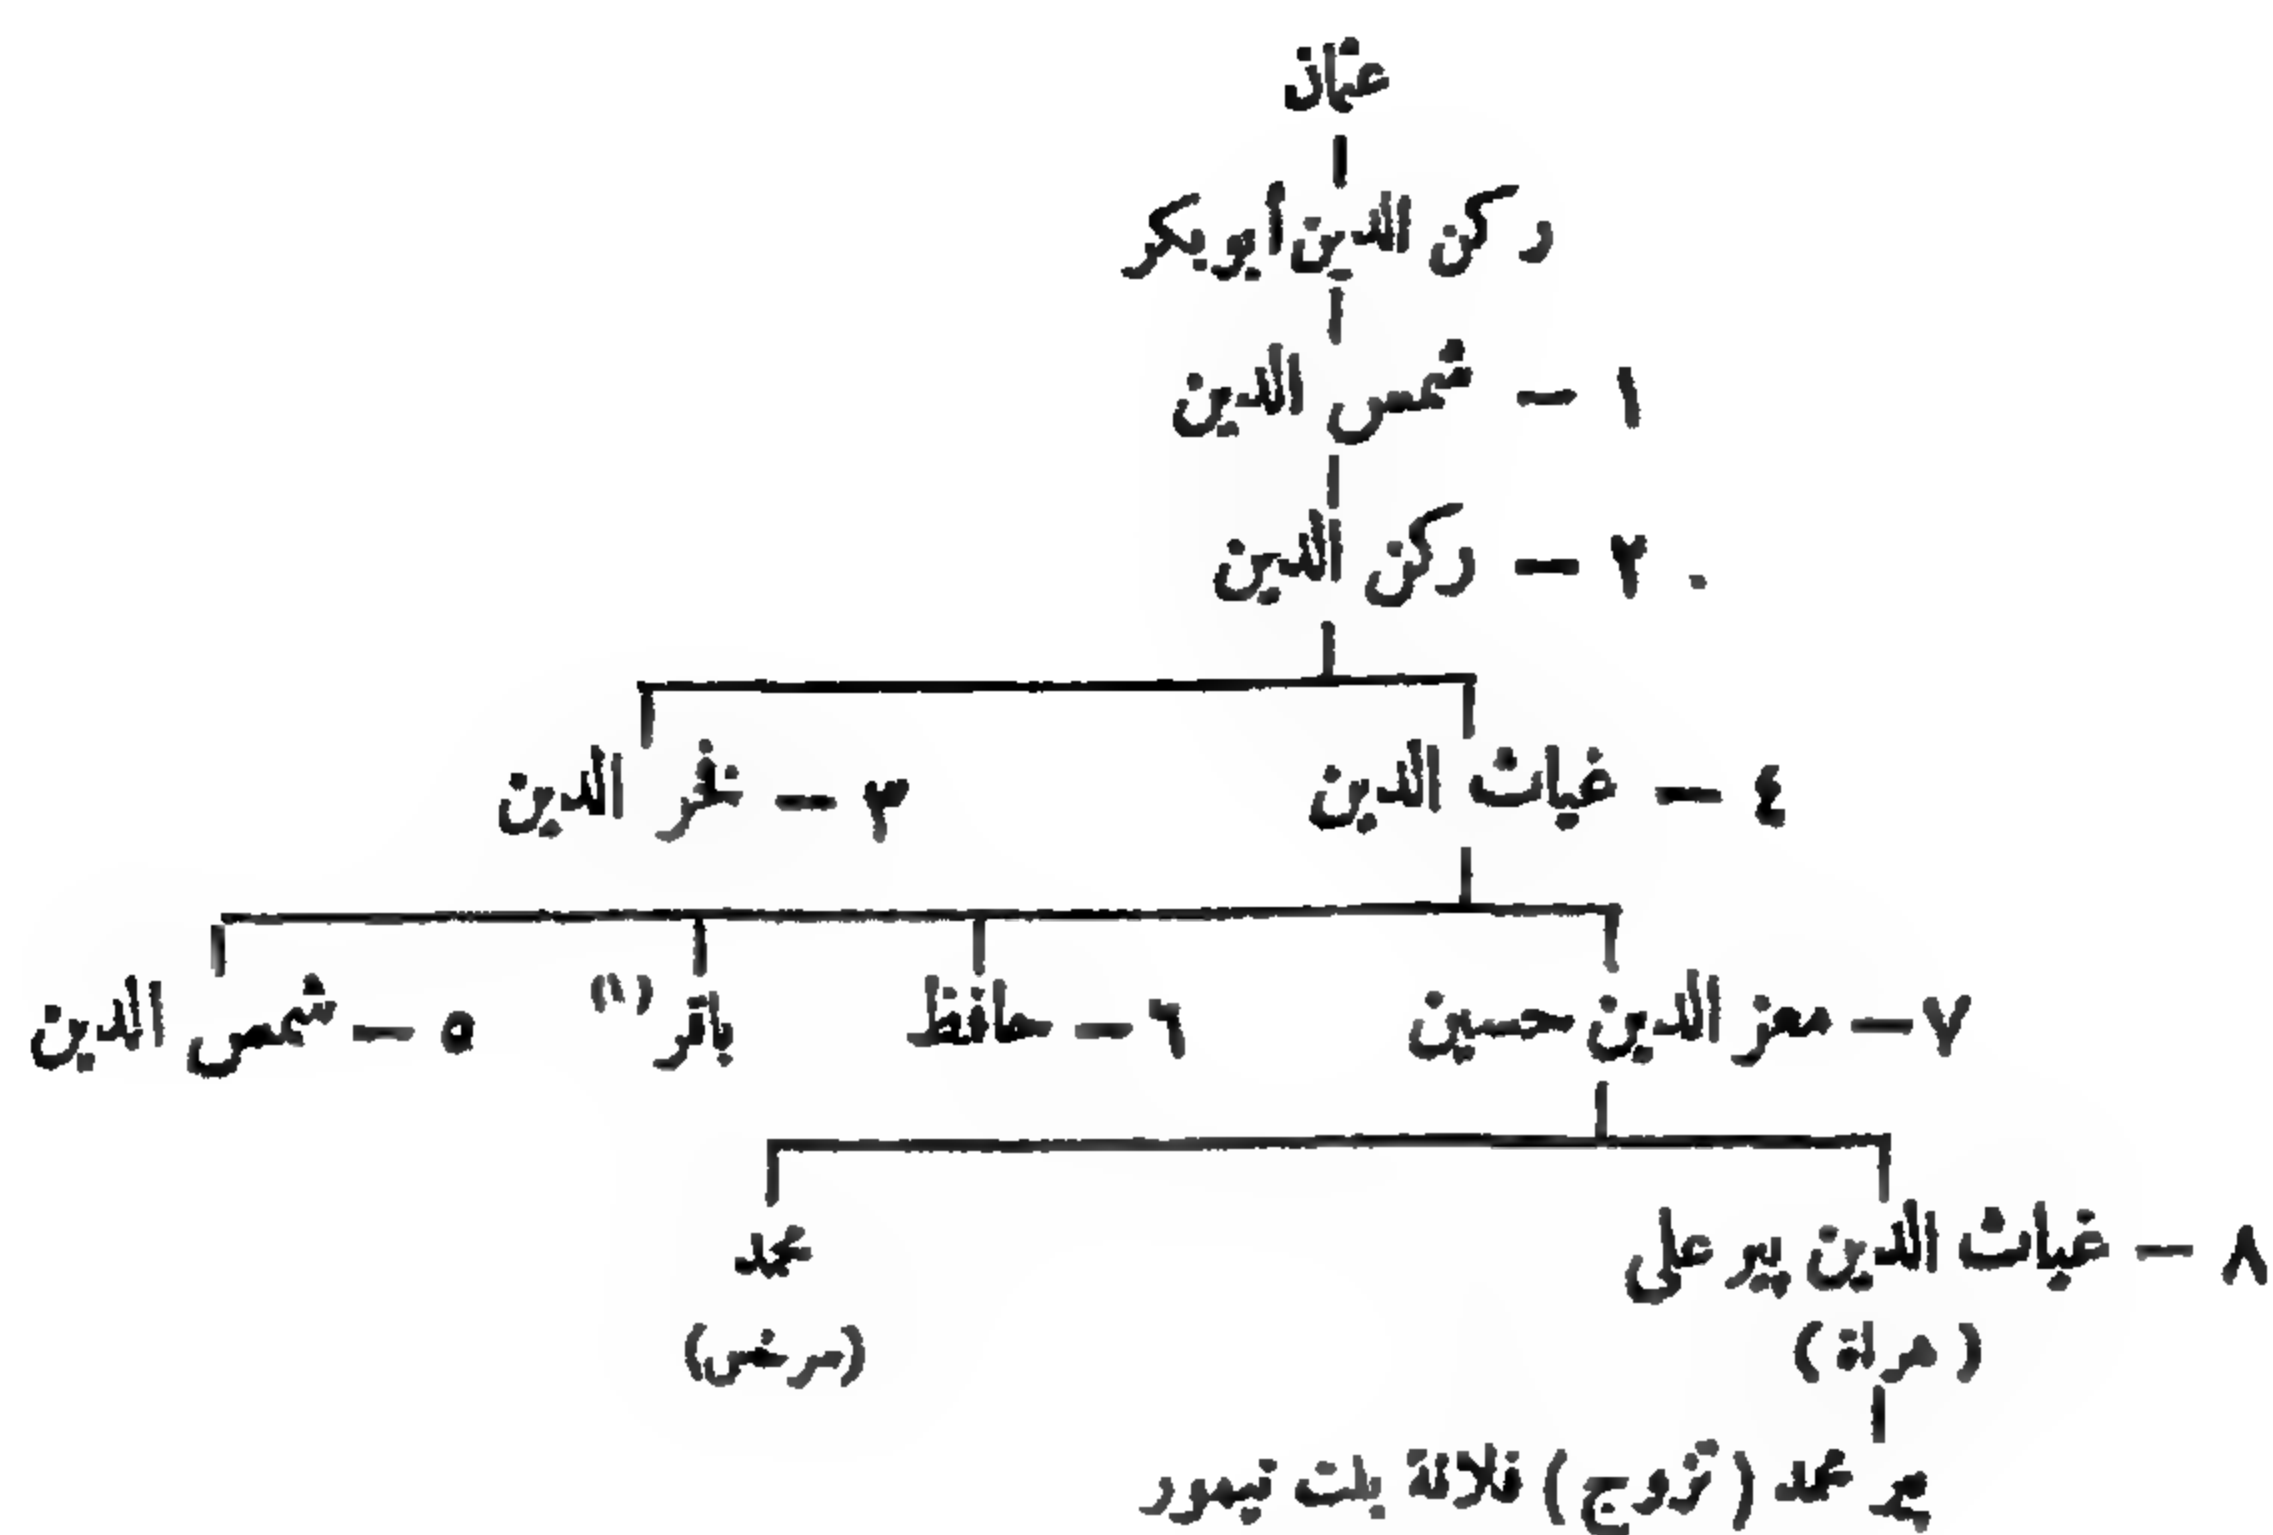 عثمان
ركن الدين أبو بكر
١ - شمس الدين
٢ - ركن الدين
٤ - غياث الدين
٣ - فخر الدين
٧ - معز الدين حسين
٦ - حافظ
باقر (١)
٥ - شمس الدين
٨ - غياث الدين پير على
محمد
(هراة)
(سرخس)
پير محمد (تزوج) فلانة بنت تيمور